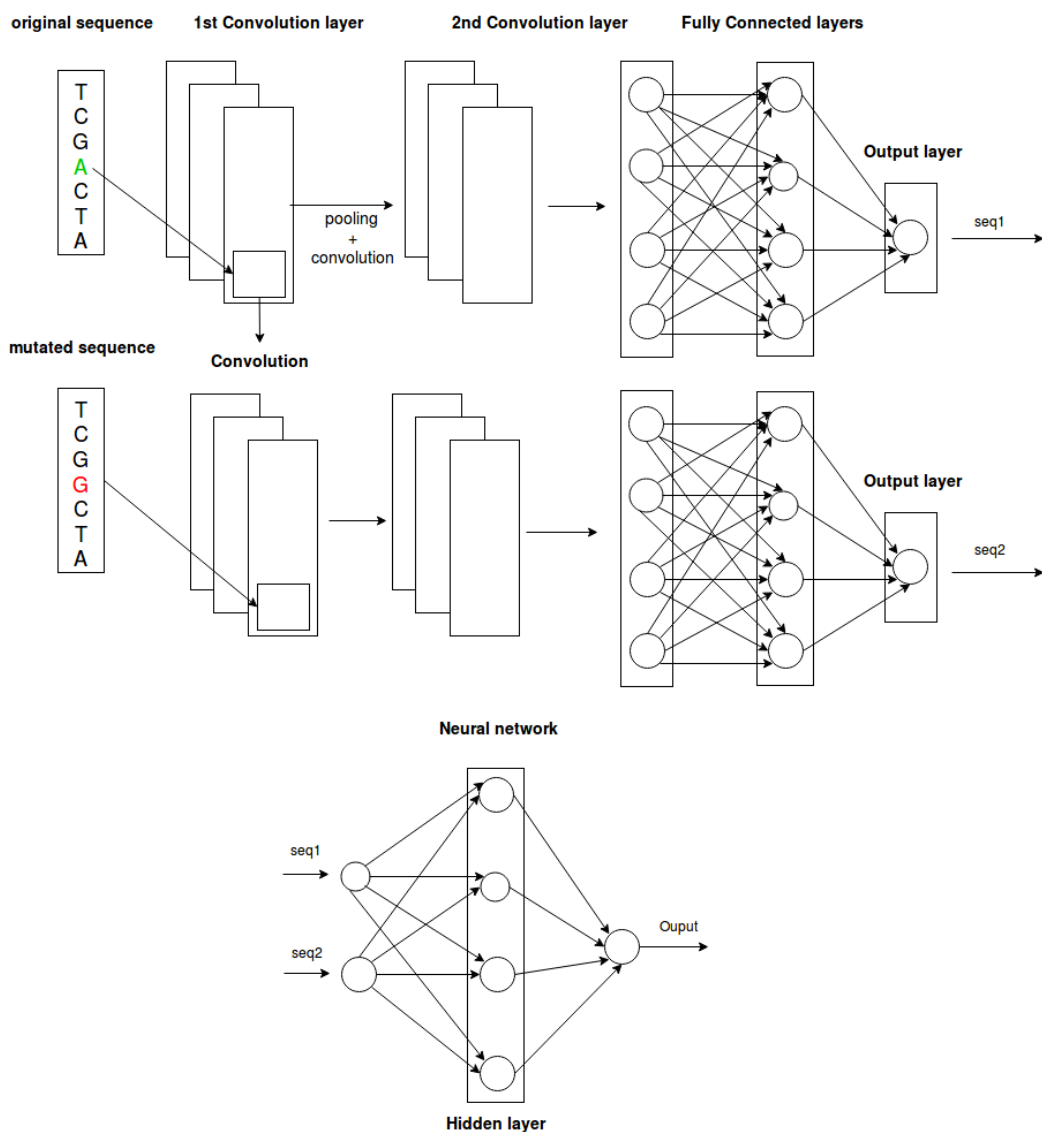 original sequence
1st Convolution layer
2nd Convolution layer
Fully Connected layers
T
C
G
A
C
T
A
pooling
+
convolution
Output layer
seq1
Convolution
mutated sequence
T
C
G
G
C
T
A
Output layer
seq2
Neural network
seq1
seq2
Ouput
Hidden layer